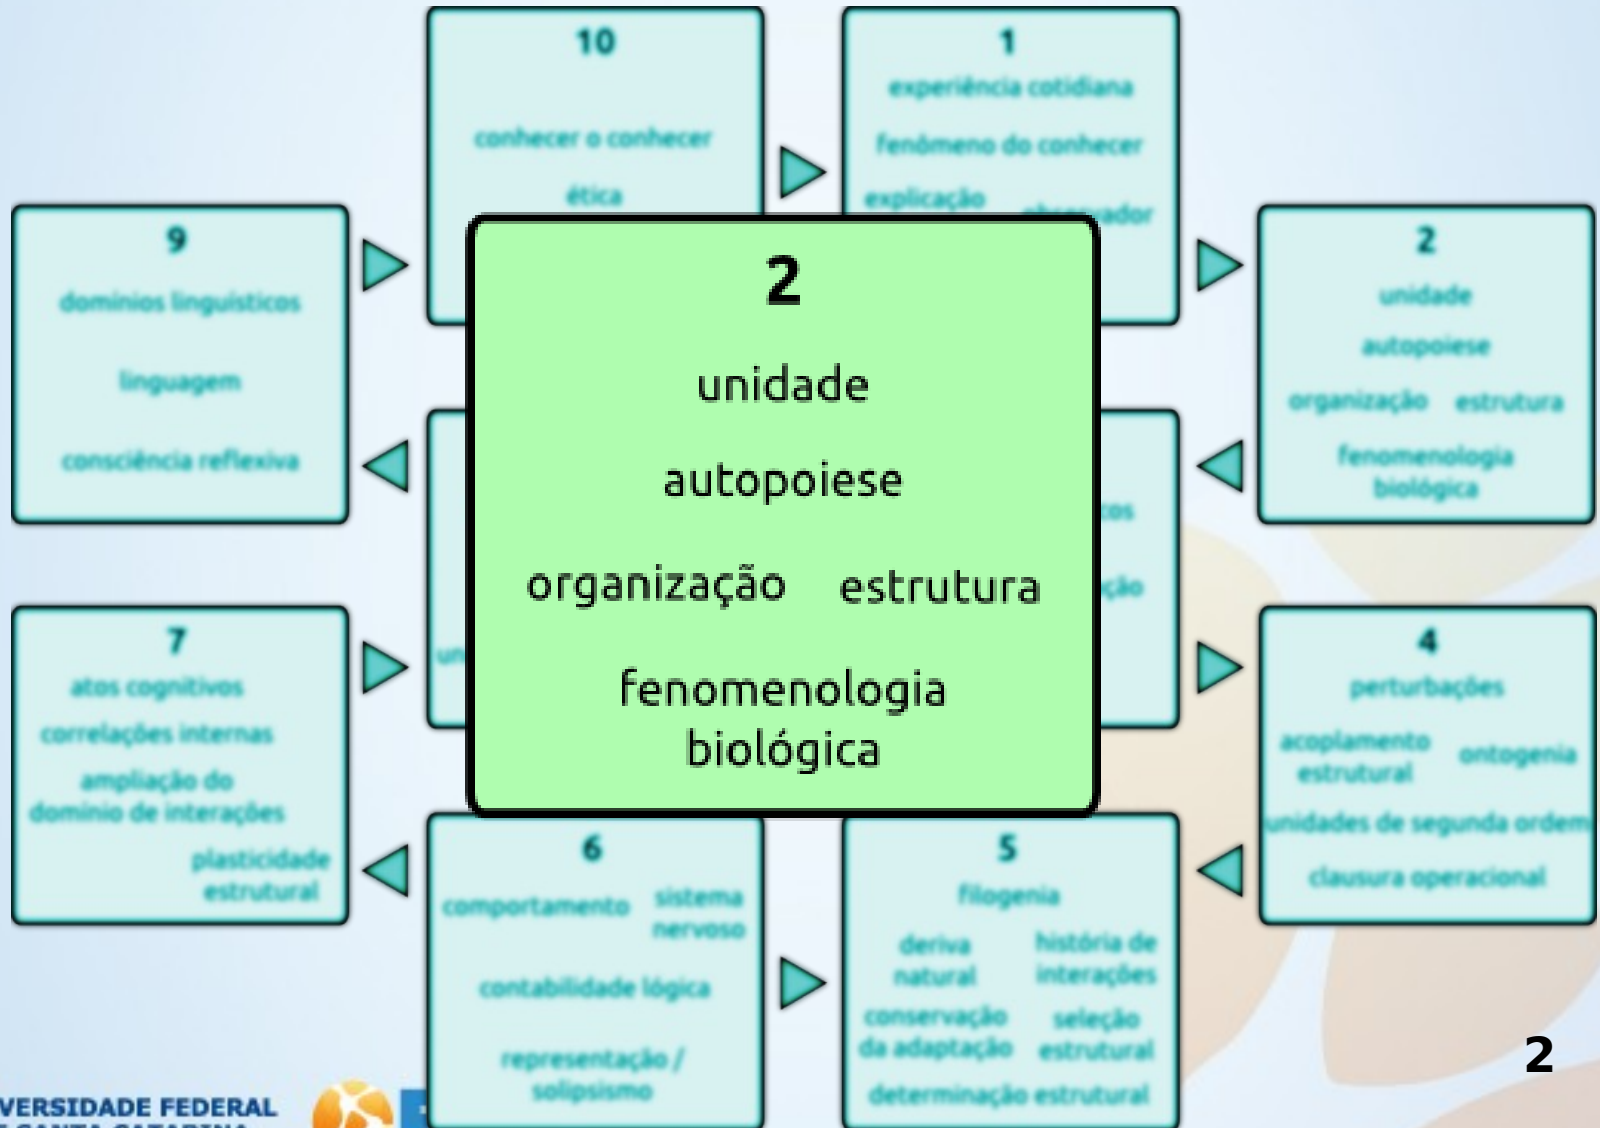 10
conhecer o conhecer
ética
1
experiência cotidiana
fenômeno do conhecer
explicação
observador
9
domínios linguísticos
linguagem
consciência reflexiva
2
unidade
autopoiese
organização estrutura
fenomenologia
biológica
2
unidade
autopoiese
organização estrutura
fenomenologia
biológica
7
atos cognitivos
correlações internas
ampliação do
domínio de interações
plasticidade
estrutural
4
perturbações
acoplamento
estrutural
ontogenia
unidades de segunda ordem
clausura operacional
6
comportamento
sistema
nervoso
contabilidade lógica
representação /
solipsismo
5
filogenia
deriva
natural
história de
interações
conservação
da adaptação
seleção
estrutural
determinação estrutural
2
VERSIDADE FEDERAL
SANTA CATARINA